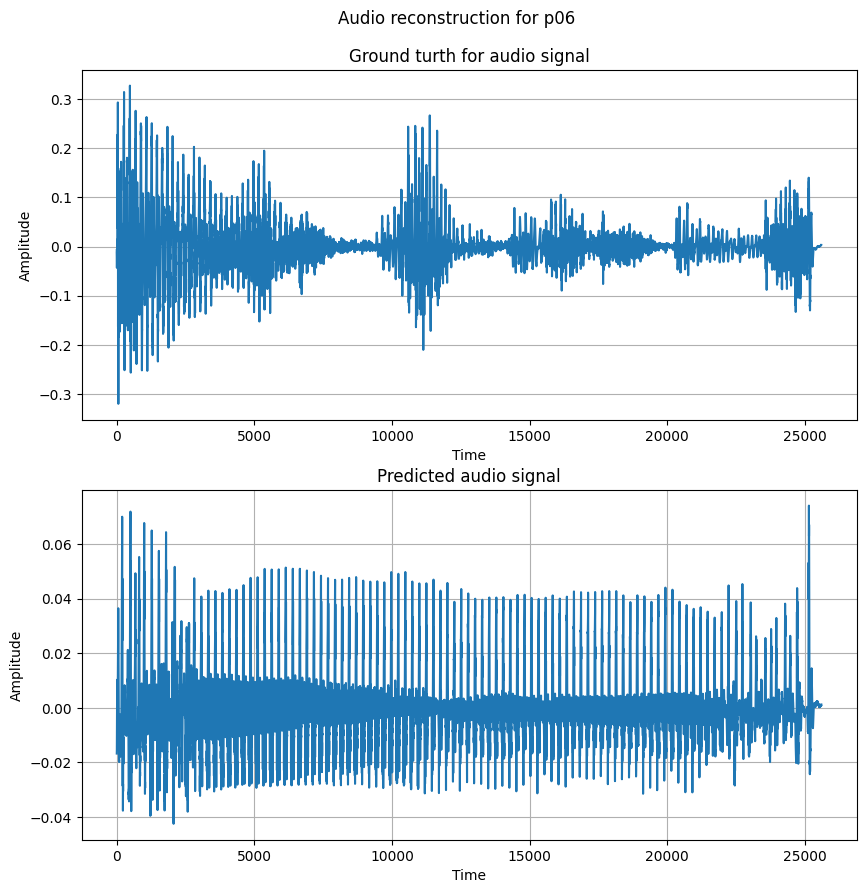 Audio reconstruction for p06
Ground turth for audio signal
0.3
0.2
0.1
0.0
−0.1
−0.2
−0.3
Amplitude
0 5000 10000 15000 20000 25000
Time
Predicted audio signal
0.06
0.04
0.02
0.00
−0.02
−0.04
Amplitude
0 5000 10000 15000 20000 25000
Time